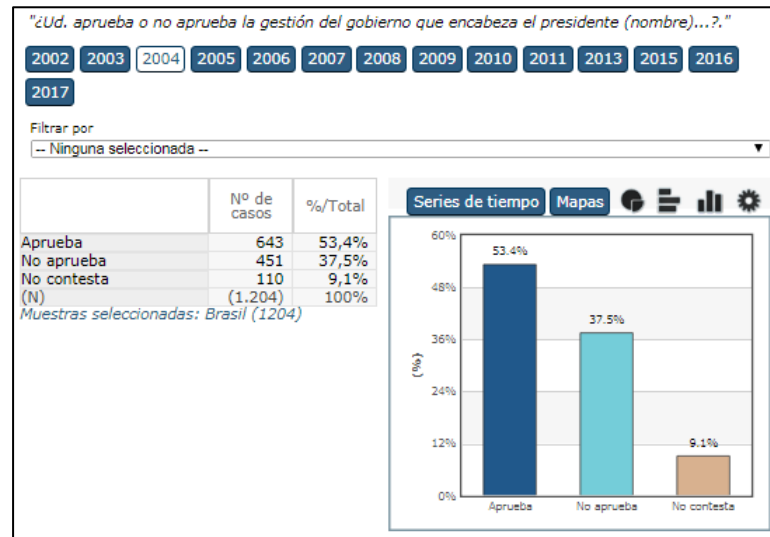 "¿Ud. aprueba o no aprueba la gestión del gobierno que encabeza el presidente (nombre)...?."
2002 2003 2004 2005 2006 2007 2008 2009 2010 2011 2013 2015 2016
2017
Filtrar por
-- Ninguna seleccionada --
Nº de casos %/Total
Aprueba 643 53,4%
No aprueba 451 37,5%
No contesta 110 9,1%
(N) (1.204) 100%
Muestras seleccionadas: Brasil (1204)
Series de tiempo Mapas
60%
48%
36%
24%
12%
0%
(%)
53.4%
37.5%
9.1%
Aprueba No aprueba No contesta